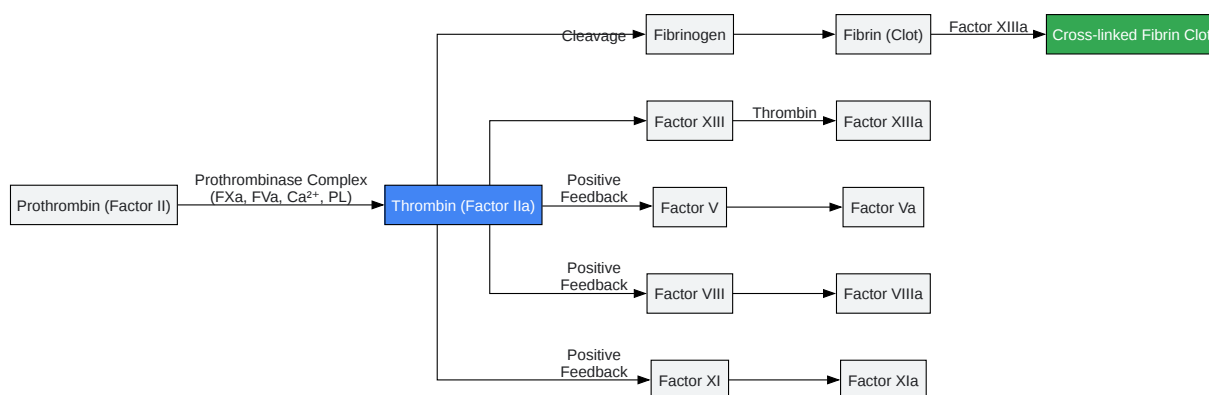 Cleavage
Fibrinogen
Fibrin (Clot)
Factor XIIIa
Cross-linked Fibrin Clot
Factor XIII
Thrombin
Factor XIIIa
Prothrombin (Factor II)
Prothrombinase Complex
(FXa, FVa, Ca²⁺, PL)
Thrombin (Factor IIa)
Positive
Feedback
Factor V
Factor Va
Positive
Feedback
Factor VIII
Factor VIIIa
Positive
Feedback
Factor XI
Factor XIa